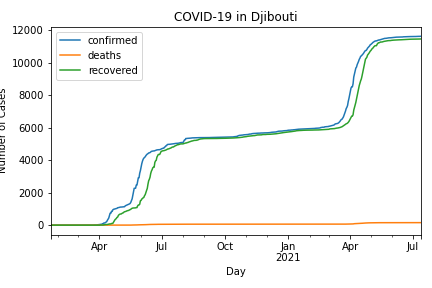 COVID-19 in Djibouti
confirmed
deaths
recovered
12000
10000
8000
6000
4000
2000
0
Number of Cases
Apr
Jul
Oct
Jan
2021
Apr
Jul
Day